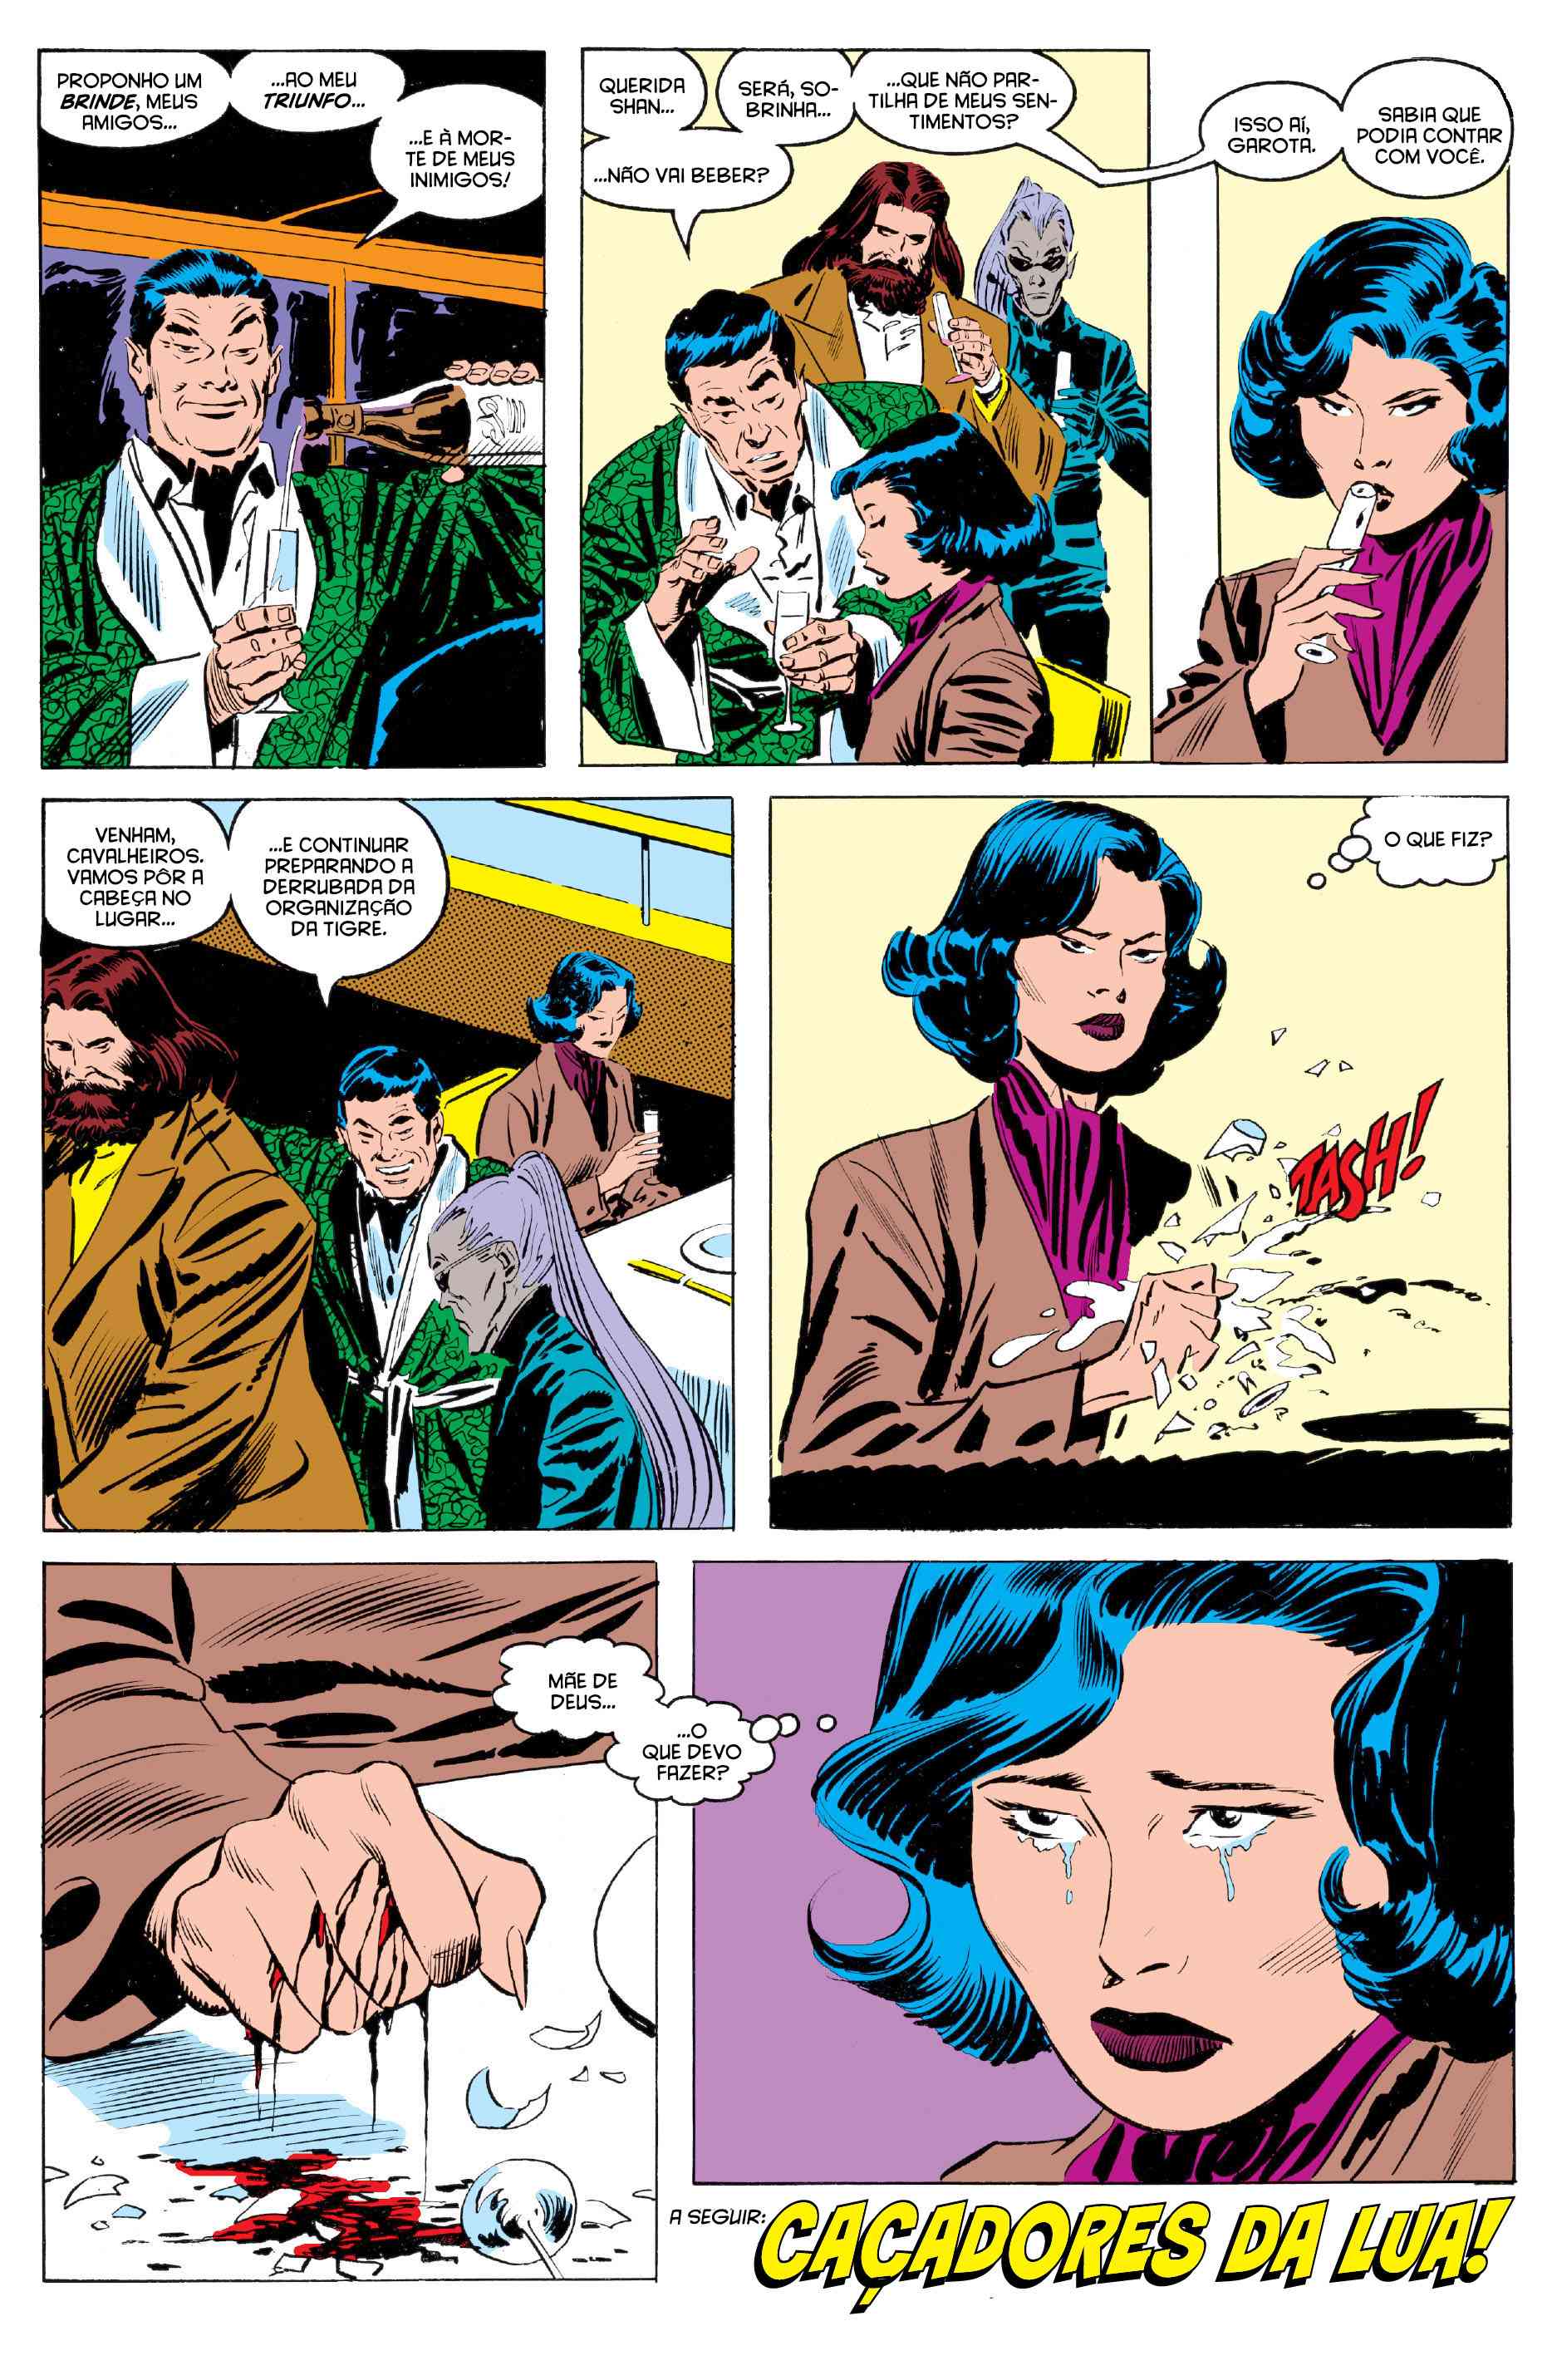 PROPONHO UM
BRINDE, MEUS
AMIGOS...
...AO MEU
TRIUNFO...
...E À MOR-
TE DE MEUS
INIMIGOS!
QUERIDA
SHAN...
...NÃO VAI BEBER?
SERÁ, SO-
BRINHA...
...QUE NÃO PAR-
TILHA DE MEUS SEN-
TIMENTOS?
ISSO AÍ,
GAROTA.
SABIA QUE
PODIA CONTAR
COM VOCÊ.
VENHAM,
CAVALHEIROS.
VAMOS PÔR A
CABEÇA NO
LUGAR...
...E CONTINUAR
PREPARANDO A
DERRUBADA DA
ORGANIZAÇÃO
DA TIGRE.
O QUE FIZ?
TASH!
MÃE DE
DEUS...
...O
QUE DEVO
FAZER?
A SEGUIR:
CAÇADORES DA LUA!